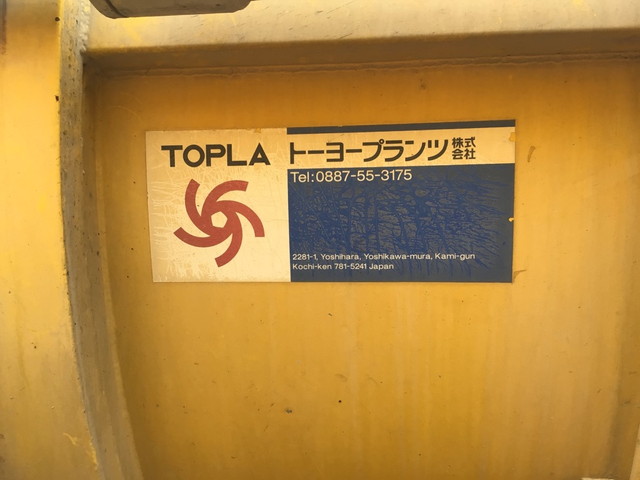 TOPLA トーヨープランツ 株式会社
Tel:0887-55-3175
2281-1, Yoshihara, Yoshikawa-mura, Kami-gun
Kochi-ken 781-5241 Japan